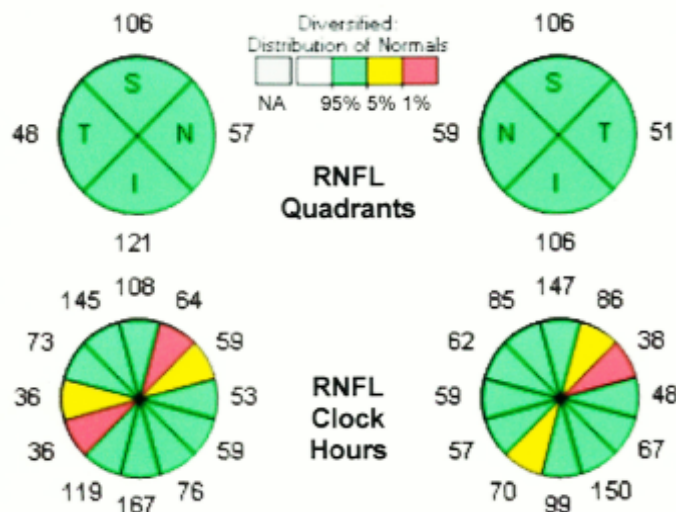 106 Diversified: 106
Distribution of Normals
S S
NA 95% 5% 1%
48 T N 57 59 N T 51
RNFL
I I
Quadrants
121 106
108 147
145 64 85 86
73 59 62 38
RNFL
36 53 59 48
Clock
36 59 Hours 57 67
119 76 70 150
167 99